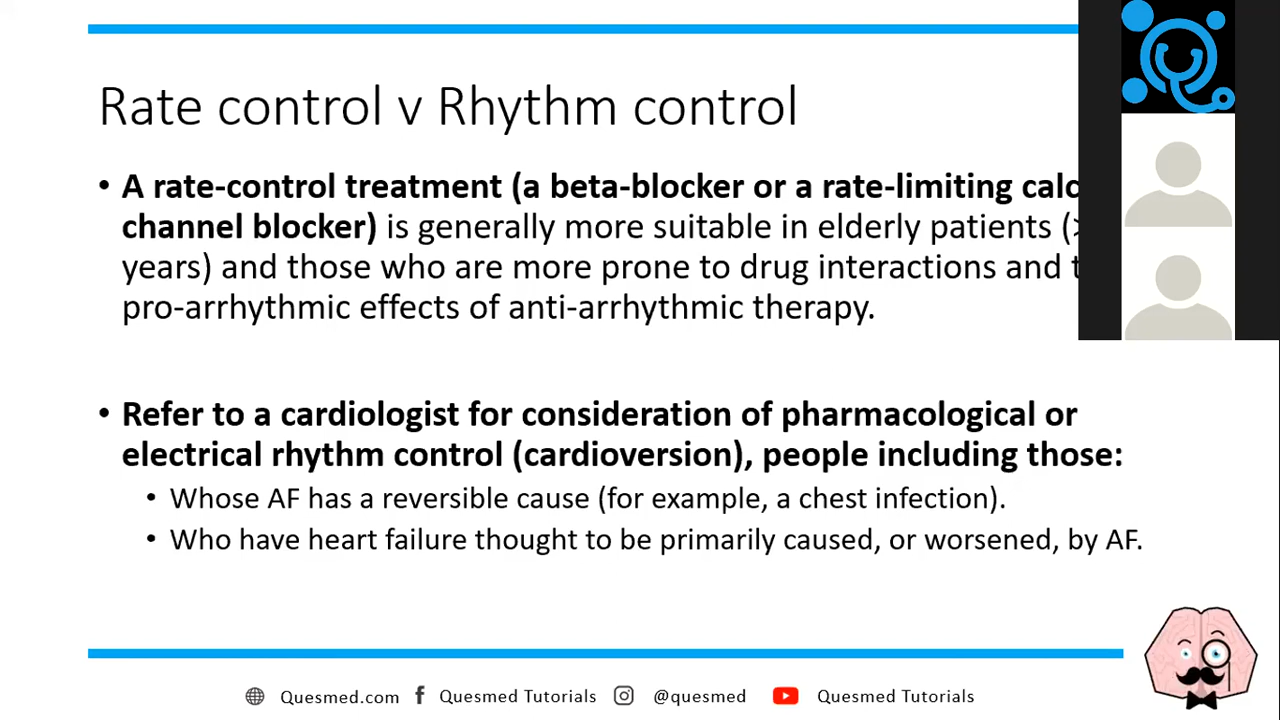 Rate control v Rhythm control
• A rate-control treatment (a beta-blocker or a rate-limiting
channel blocker) is generally more suitable in elderly patients
years) and those who are more prone to drug interactions and
pro-arrhythmic effects of anti-arrhythmic therapy.
• Refer to a cardiologist for consideration of pharmacological or
electrical rhythm control (cardioversion), people including those:
• Whose AF has a reversible cause (for example, a chest infection).
• Who have heart failure thought to be primarily caused, or worsened, by AF.
Quesmed.com Quesmed Tutorials @quesmed Quesmed Tutorials